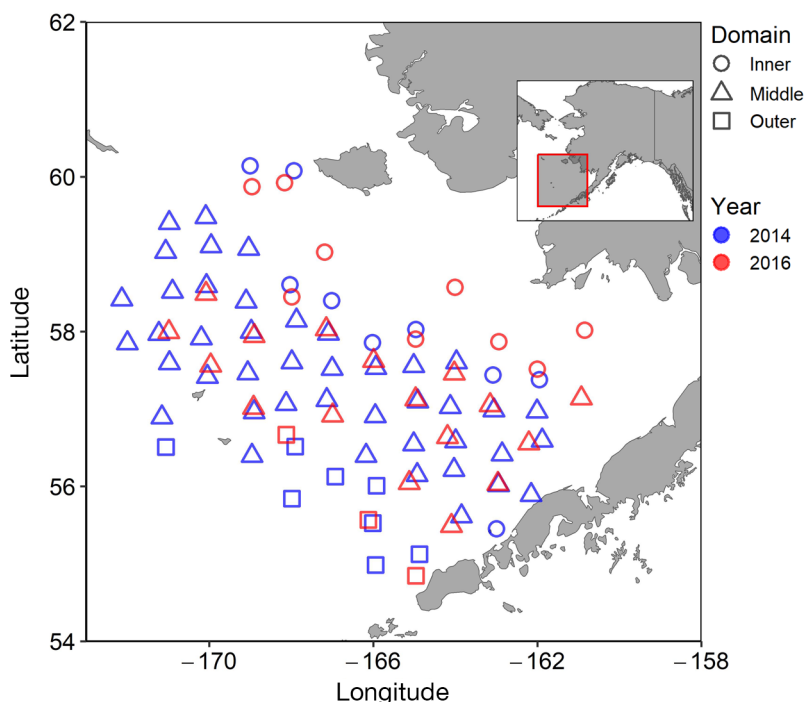 62
60
58
56
54
Latitude
−170
−166
−162
−158
Longitude
Domain
Inner
Middle
Outer
Year
2014
2016